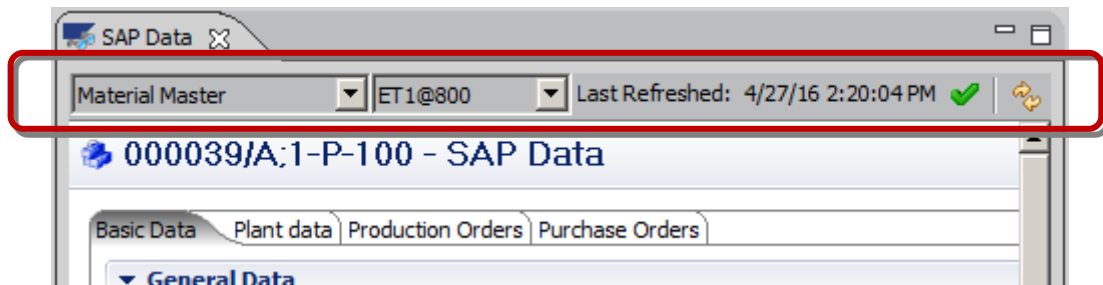 SAP Data
Material Master ET1@800 Last Refreshed: 4/27/16 2:20:04 PM
000039/A;1-P-100 - SAP Data
Basic Data Plant data Production Orders Purchase Orders
General Data